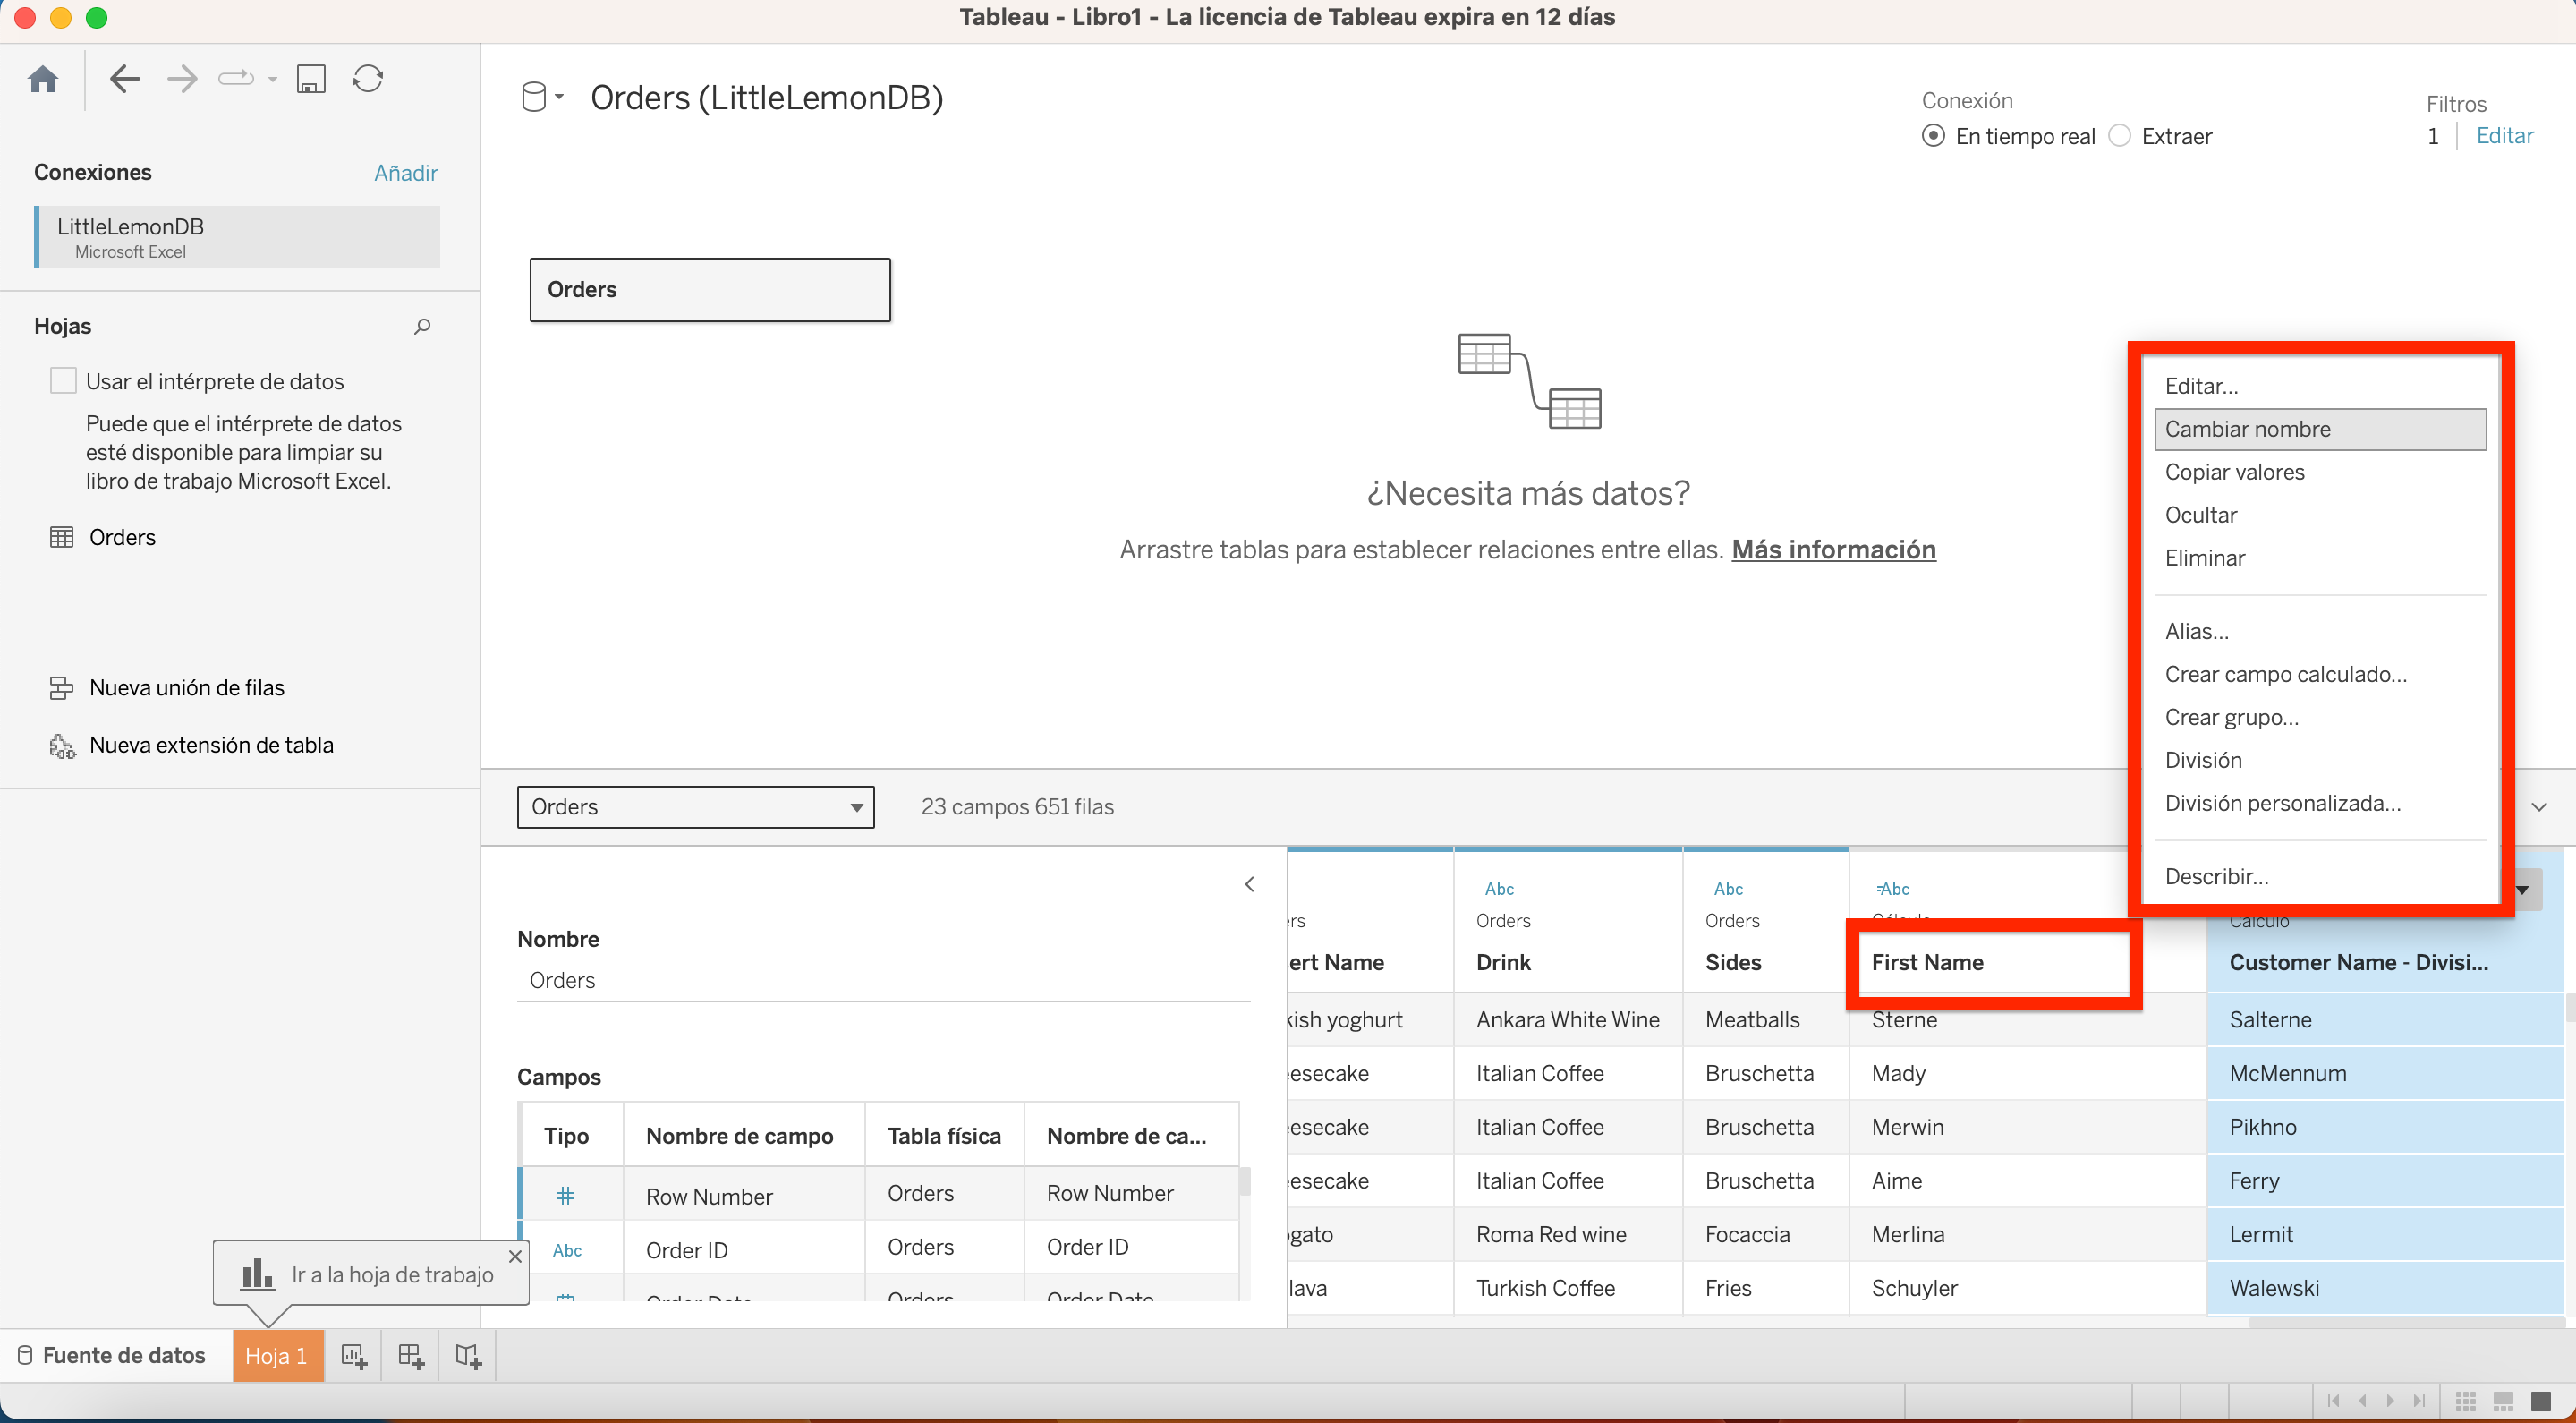 Tableau - Libro1 - La licencia de Tableau expira en 12 días
Orders (LittleLemonDB)
Conexión
En tiempo real
Extraer
Filtros
1
Editar
Conexiones
Añadir
LittleLemonDB
Microsoft Excel
Hojas
Usar el intérprete de datos
Puede que el intérprete de datos
esté disponible para limpiar su
libro de trabajo Microsoft Excel.
Orders
Nueva unión de filas
Nueva extensión de tabla
Orders
¿Necesita más datos?
Arrastre tablas para establecer relaciones entre ellas. Más información
Editar...
Cambiar nombre
Copiar valores
Ocultar
Eliminar
Alias...
Crear campo calculado...
Crear grupo...
División
División personalizada...
Describir...
Orders
23 campos 651 filas
Nombre
Orders
Campos
Tipo Nombre de campo Tabla física Nombre de ca...
Row Number Orders Row Number
Abc Order ID Orders Order ID
Order Date Orders Order Date
Abc Abc =Abc
rs Orders Orders Cálculo Cálculo
ert Name Drink Sides First Name Customer Name - Divisi...
kish yoghurt Ankara White Wine Meatballs Sterne Salterne
esecake Italian Coffee Bruschetta Mady McMennum
esecake Italian Coffee Bruschetta Merwin Pikhno
esecake Italian Coffee Bruschetta Aime Ferry
gato Roma Red wine Focaccia Merlina Lermit
lava Turkish Coffee Fries Schuyler Walewski
Ir a la hoja de trabajo
Fuente de datos
Hoja 1